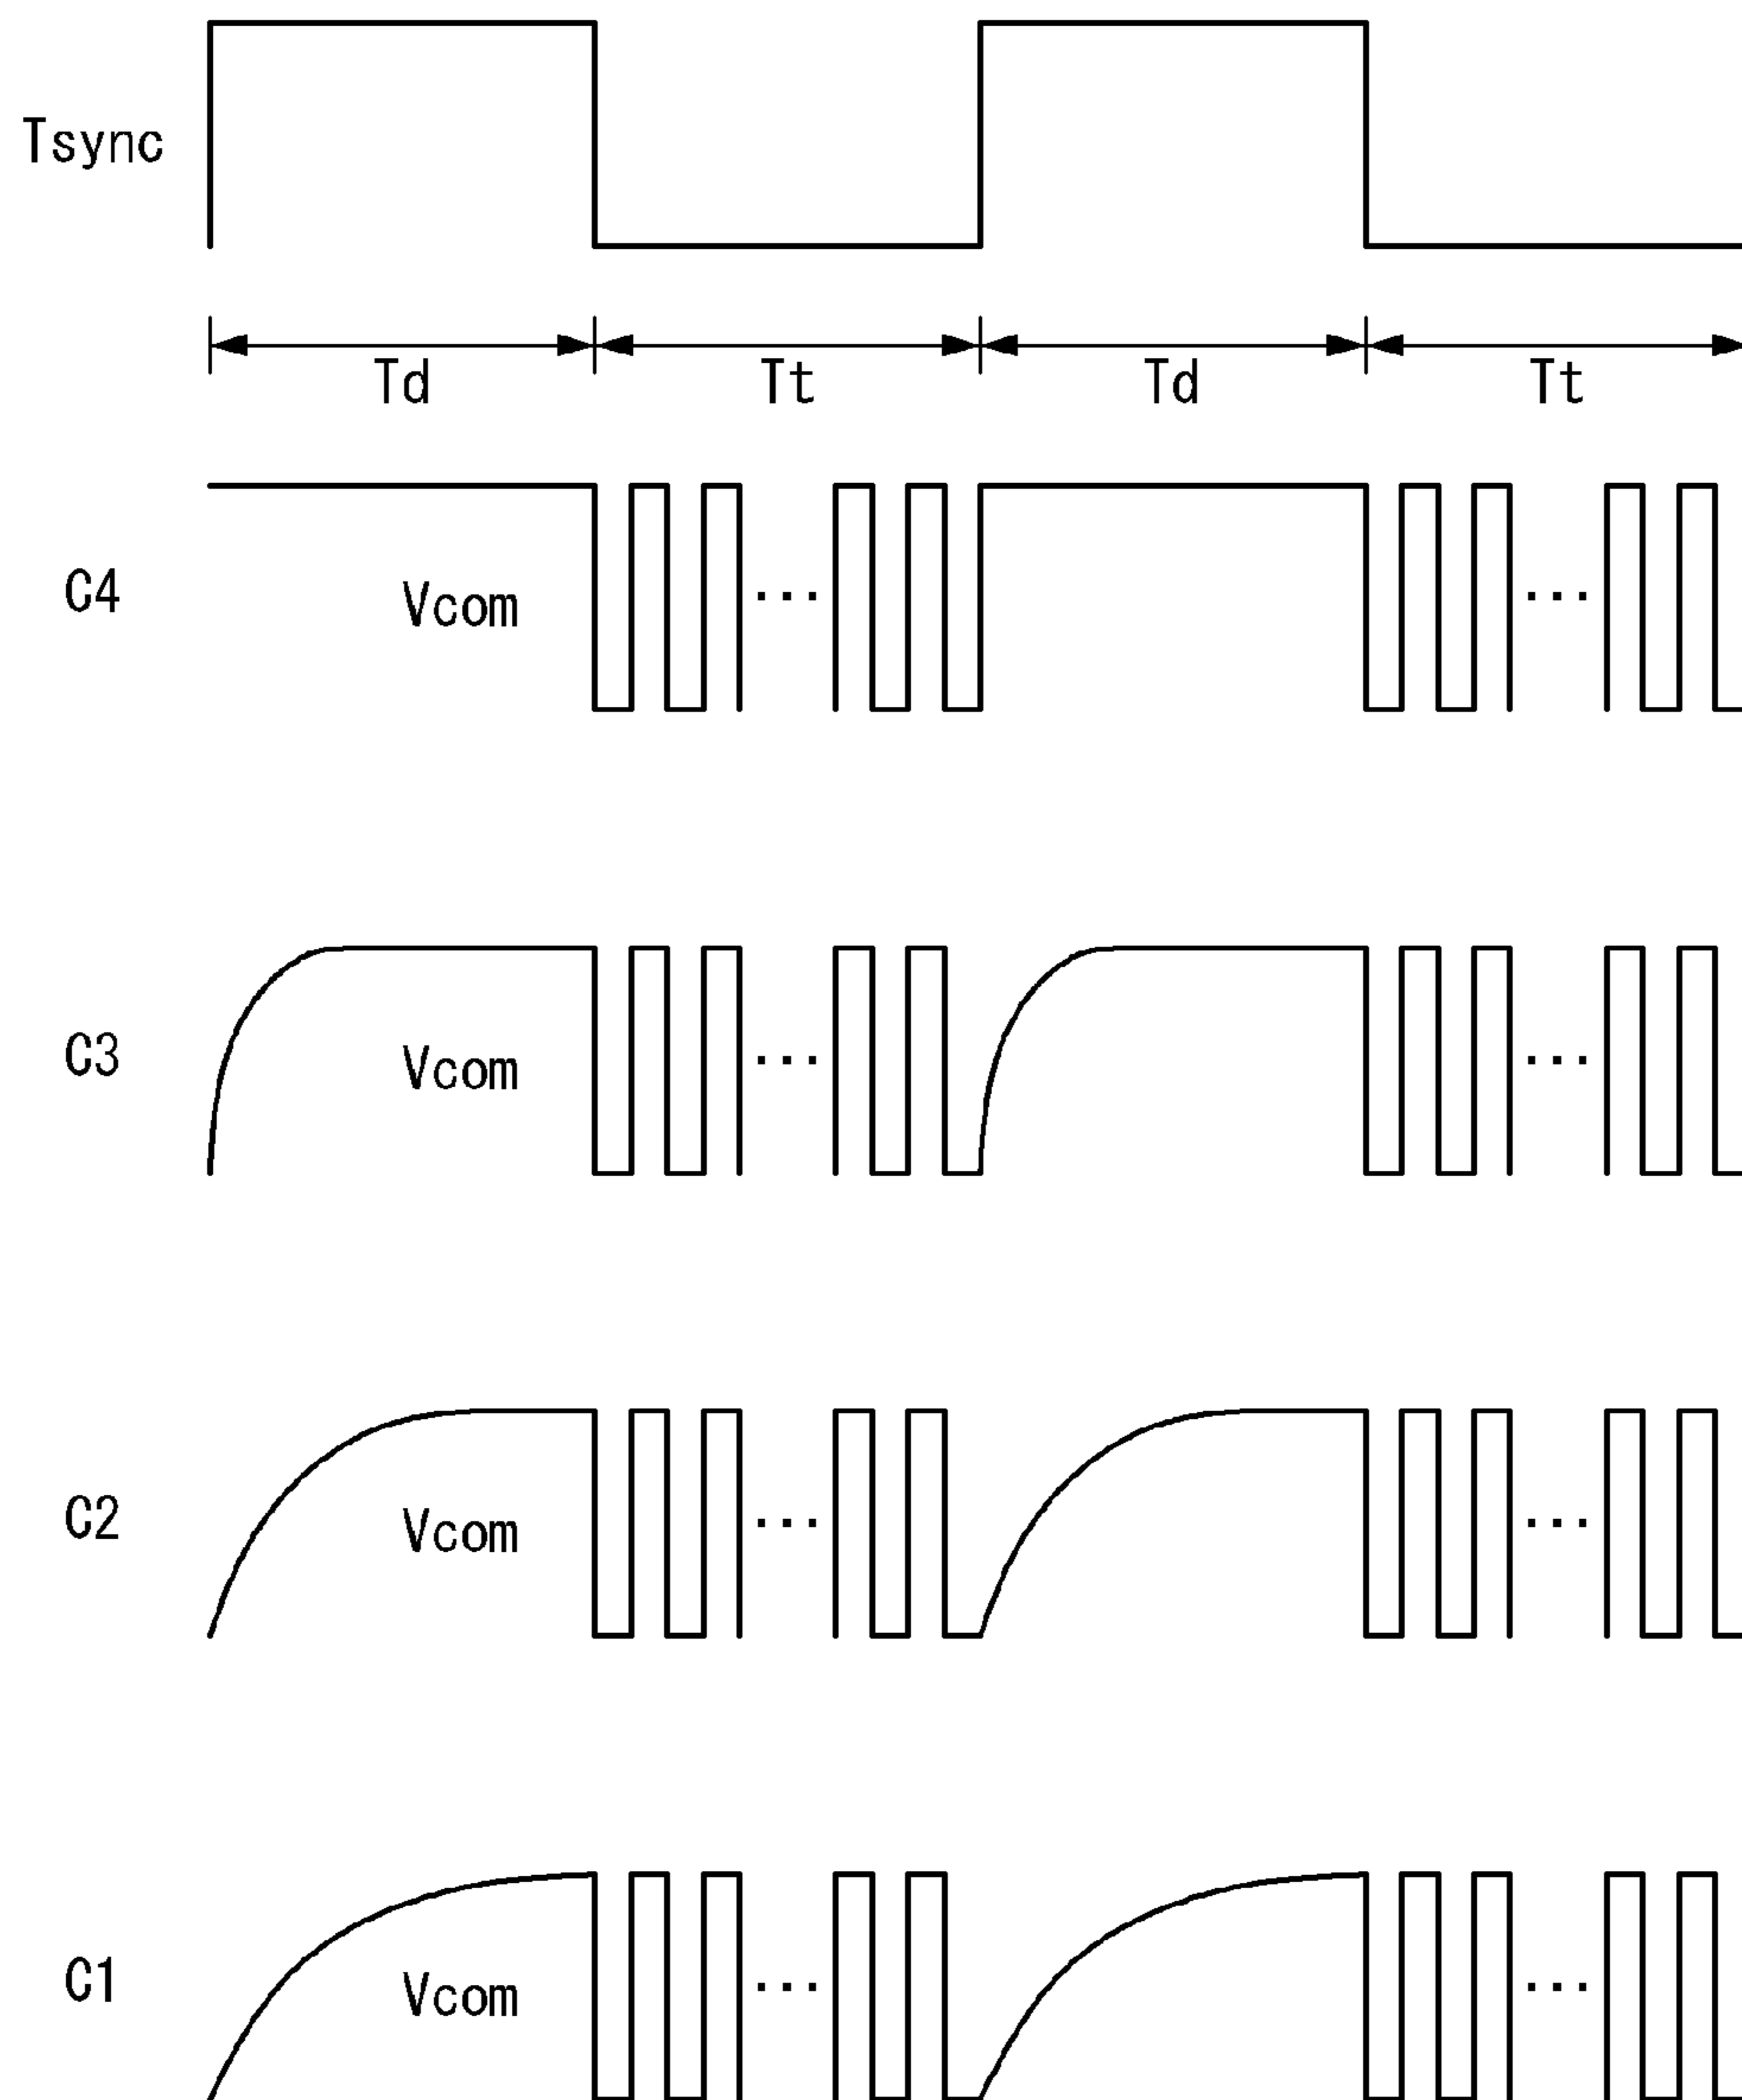 Tsync
Td Tt Td Tt
C4 Vcom ... ...
C3 Vcom ... ...
C2 Vcom ... ...
C1 Vcom ... ...